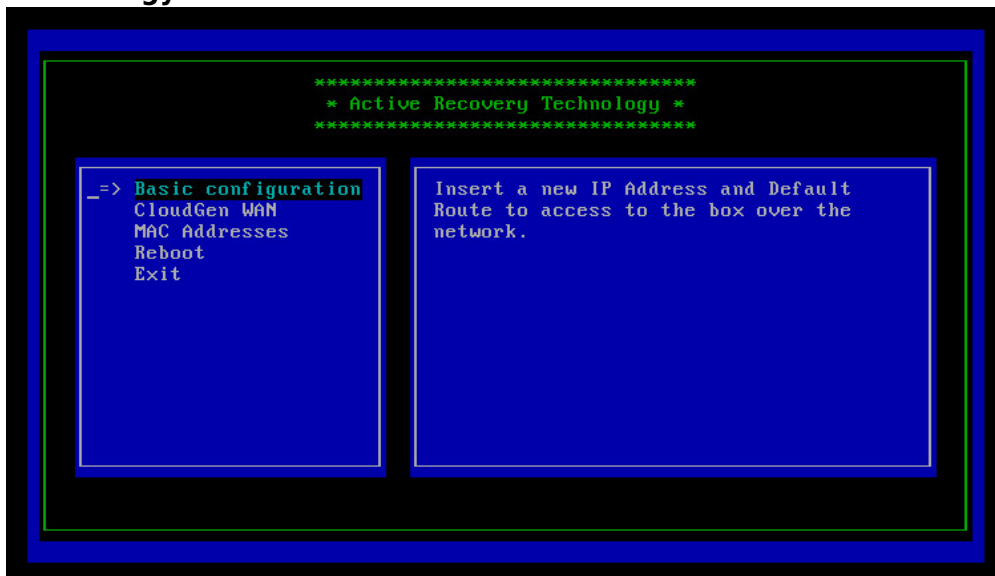 ********************************
* Active Recovery Technology *
********************************
_=> Basic configuration
CloudGen WAN
MAC Addresses
Reboot
Exit
Insert a new IP Address and Default
Route to access to the box over the
network.